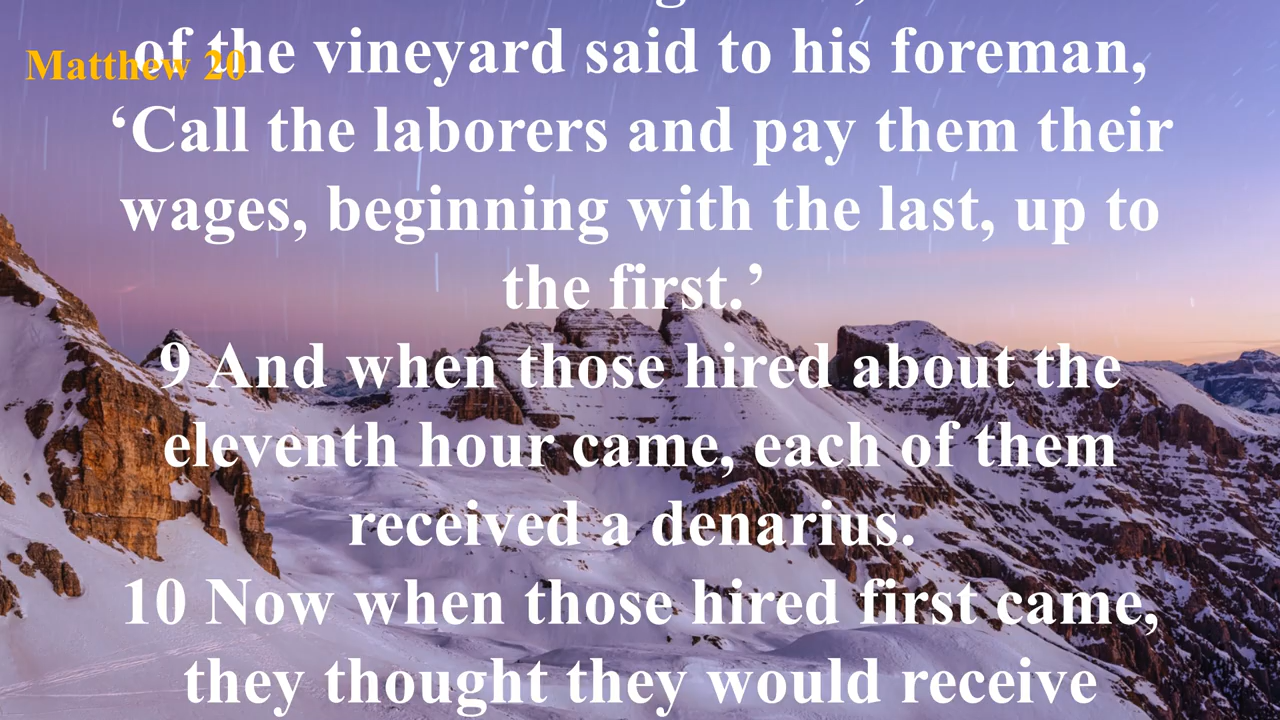 Matthew 20
of the vineyard said to his foreman,
‘Call the laborers and pay them their
wages, beginning with the last, up to
the first.’
9 And when those hired about the
eleventh hour came, each of them
received a denarius.
10 Now when those hired first came,
they thought they would receive